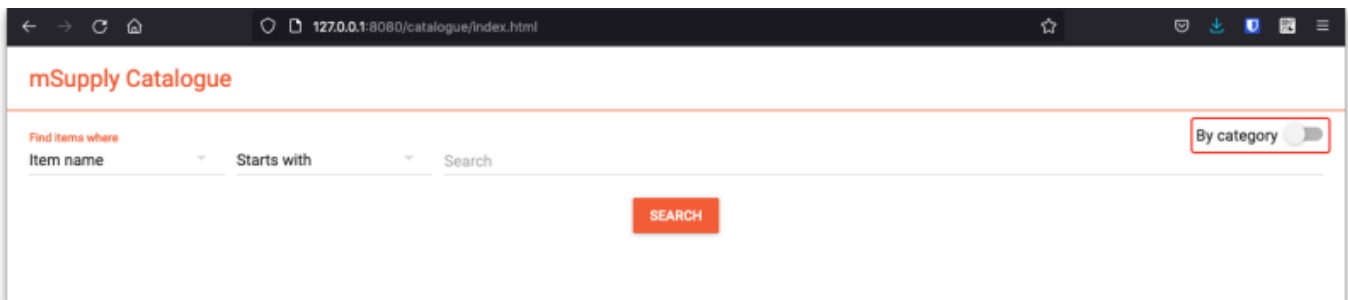 127.0.0.1:8080/catalogue/index.html
mSupply Catalogue
By category
Find items where
Item name Starts with Search
SEARCH